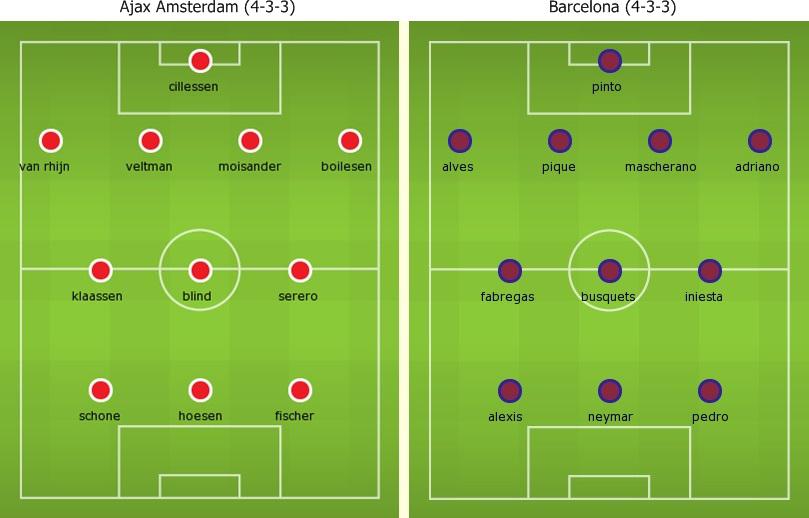 Ajax Amsterdam (4-3-3)
cillessen
van rhijn veltman moisander boilesen
klaassen blind serero
schone hoesen fischer
Barcelona (4-3-3)
pinto
alves pique mascherano adriano
fabregas busquets iniesta
alexis neymar pedro